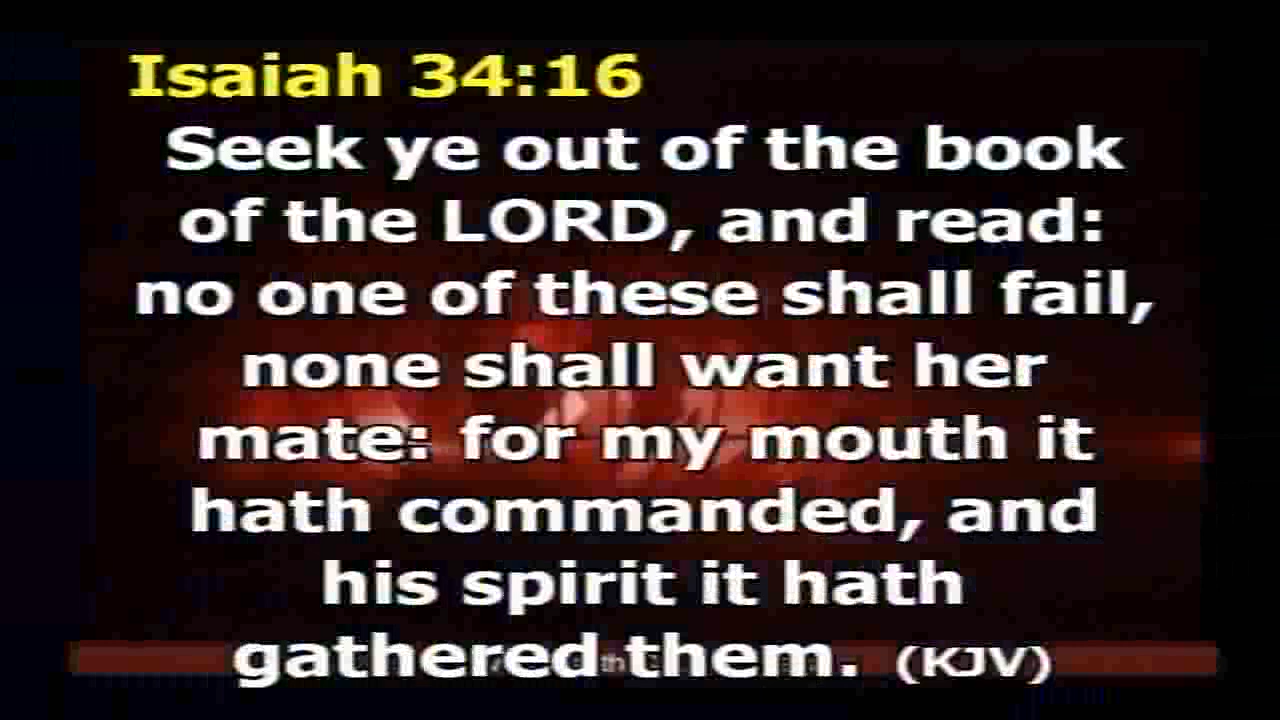 Isaiah 34:16
Seek ye out of the book
of the LORD, and read:
no one of these shall fail,
none shall want her
mate: for my mouth it
hath commanded, and
his spirit it hath
gathered them. (KJV)